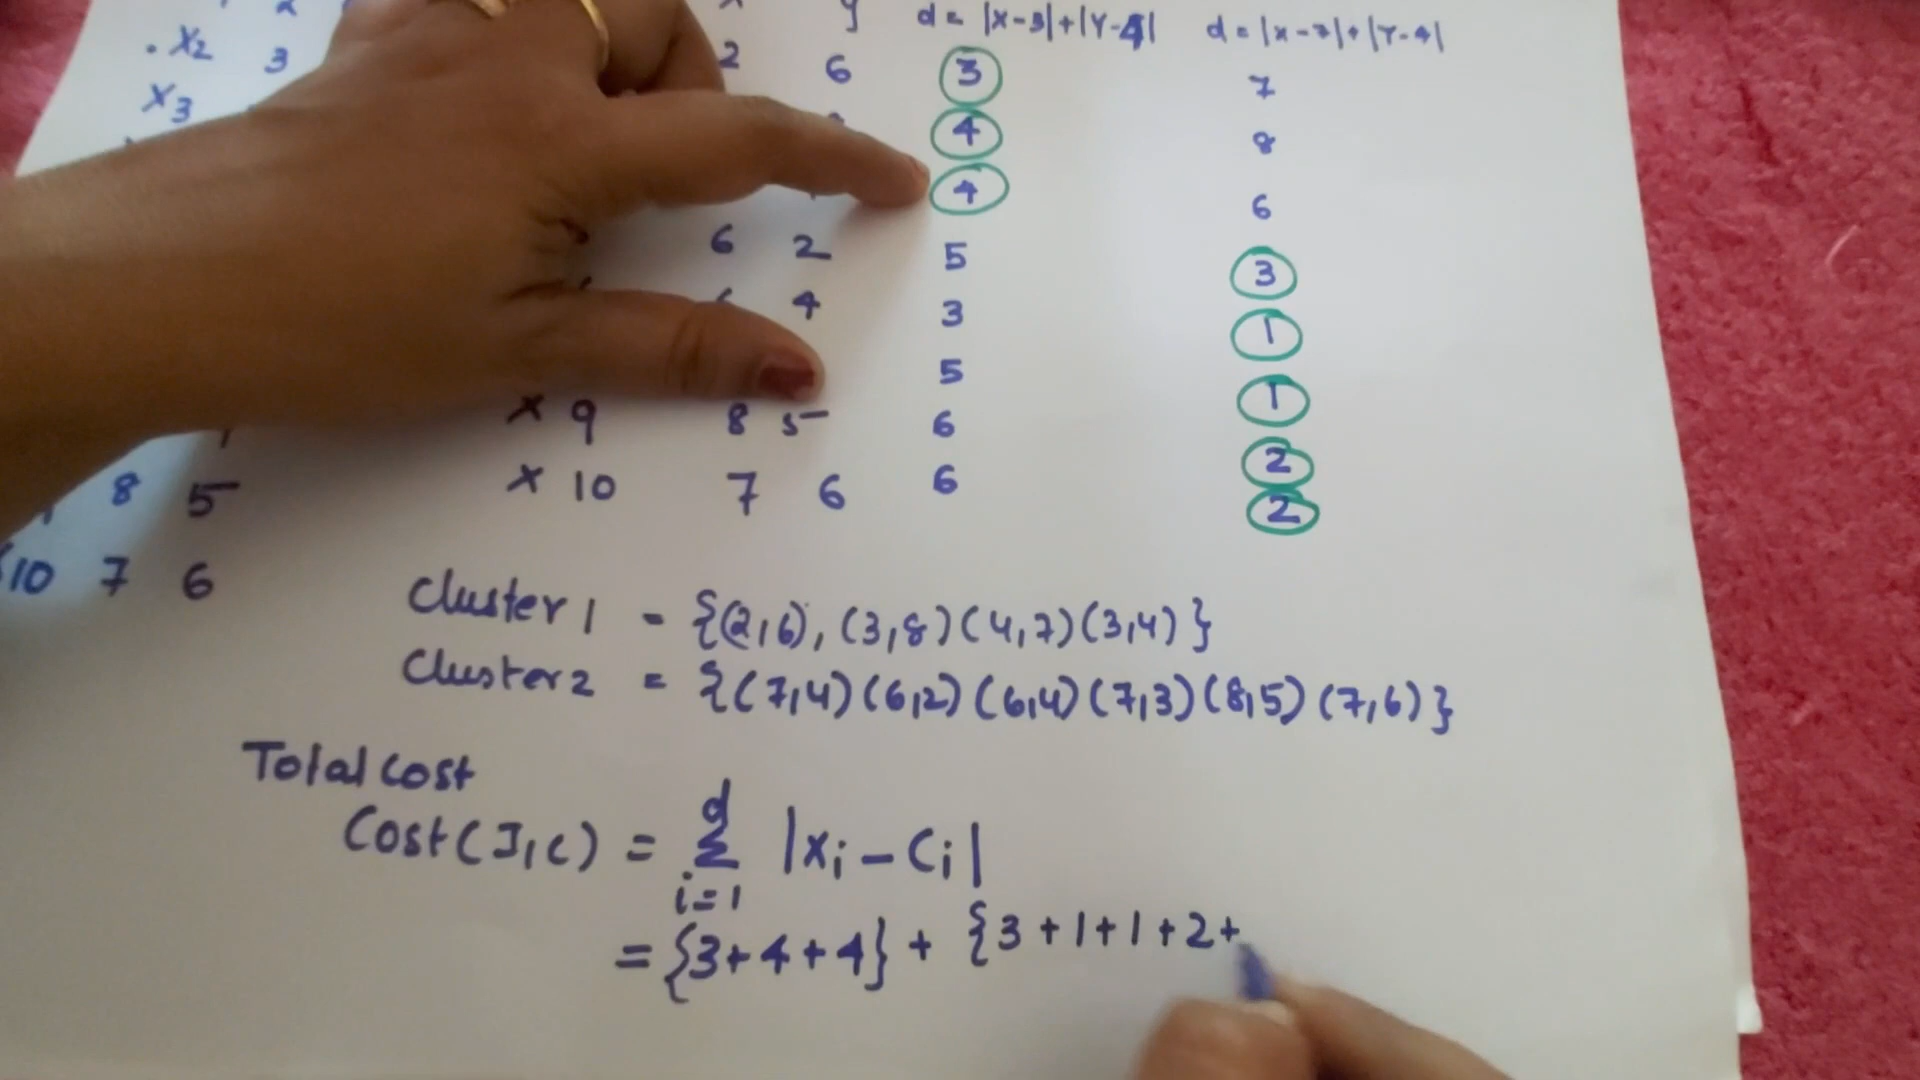 y d = |x-3|+|Y-4| d = |x-7|+|Y-4|
. X2 3 2 6 3 7
X3 4 8
4 6
6 2 5 3
4 3 1
5 1
X 9 8 5 6 2
X 10 7 6 6 2
8 5
10 7 6
Cluster 1 - {(2,6), (3,8) (4,7) (3,4)}
Cluster 2 = {(7,4) (6,2) (6,4) (7,3) (8,5) (7,6)}
Total cost
Cost(J,C) = d Σ i=1 |xi - Ci|
= {3+4+4} + {3+1+1+2+